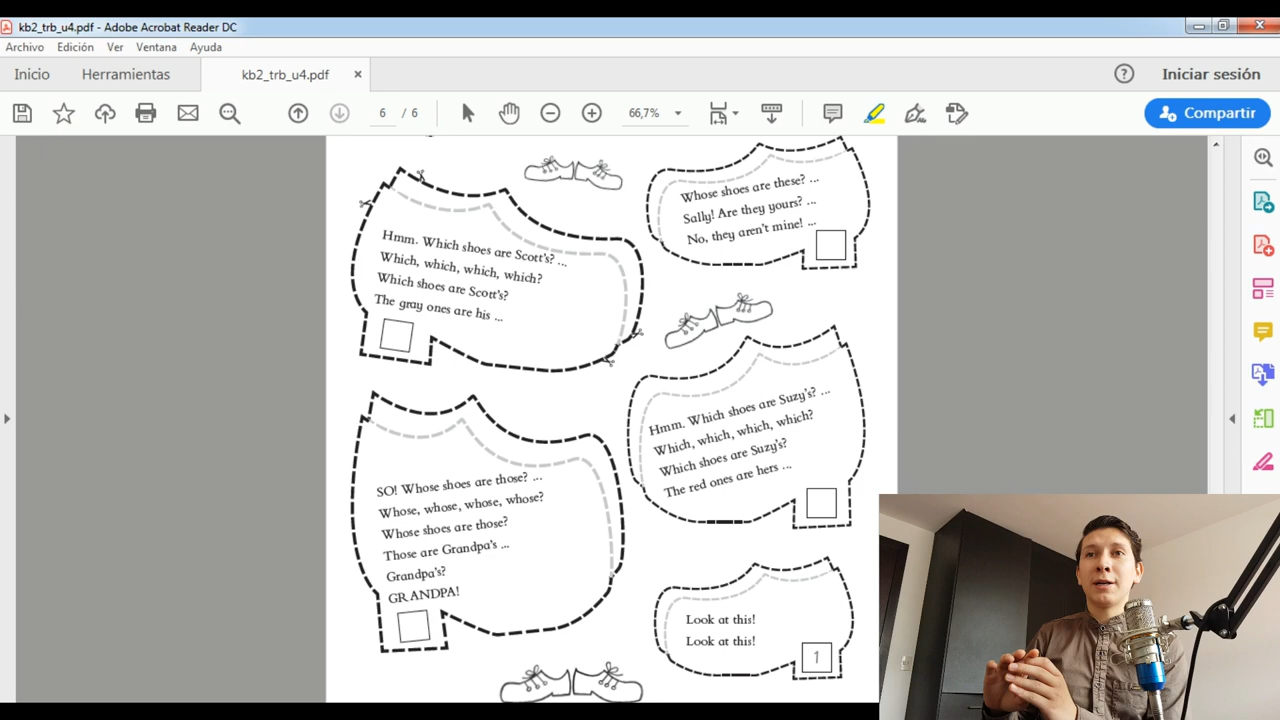 kb2_trb_u4.pdf - Adobe Acrobat Reader DC
Archivo Edición Ver Ventana Ayuda
Inicio Herramientas kb2_trb_u4.pdf × Iniciar sesión
6 / 6 66,7% Compartir
Whose shoes are these? ...
Sally! Are they yours? ...
No, they aren't mine! ...
Hmm. Which shoes are Scott's? ...
Which, which, which, which?
Which shoes are Scott's?
The gray ones are his ...
Hmm. Which shoes are Suzy's? ...
Which, which, which, which?
Which shoes are Suzy's?
The red ones are hers ...
SO! Whose shoes are those? ...
Whose, whose, whose, whose?
Whose shoes are those?
Those are Grandpa's ...
Grandpa's?
GRANDPA!
Look at this!
Look at this!
1